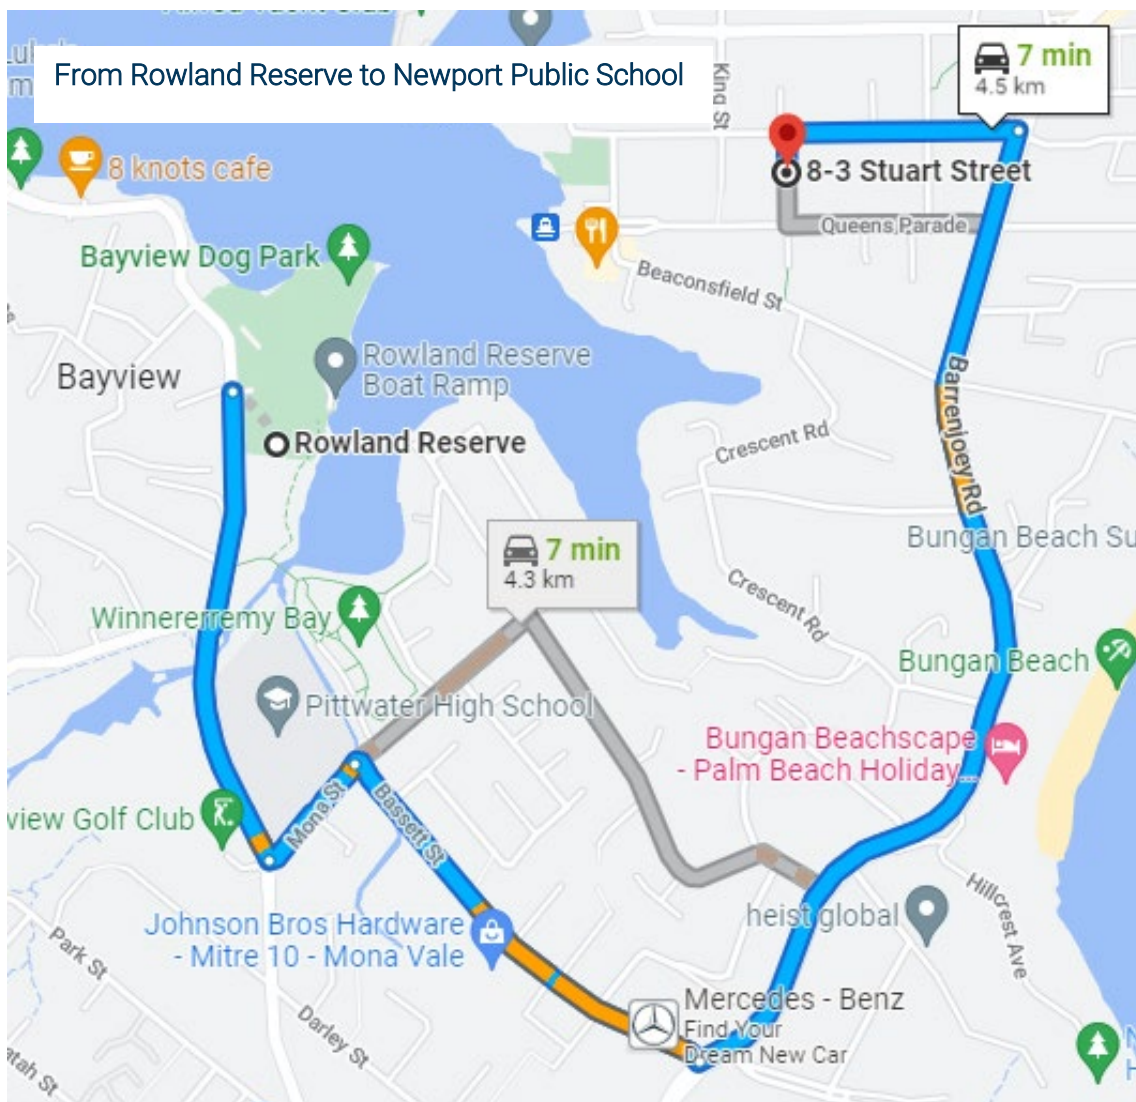 From Rowland Reserve to Newport Public School
King St
7 min
4.5 km
8 knots cafe
8-3 Stuart Street
Queens Parade
Bayview Dog Park
Beaconsfield St
Rowland Reserve
Boat Ramp
Bayview
Barrenjoey Rd
Rowland Reserve
Crescent Rd
Bungan Beach Su
7 min
4.3 km
Crescent Rd
Winnererremy Bay
Bungan Beach
Pittwater High School
Bungan Beachscape
- Palm Beach Holiday...
view Golf Club
Mona St
Bassett St
Hillcrest Ave
heist global
Johnson Bros Hardware
- Mitre 10 - Mona Vale
Park St
Mercedes - Benz
Find Your
Dream New Car
Darley St
atah St